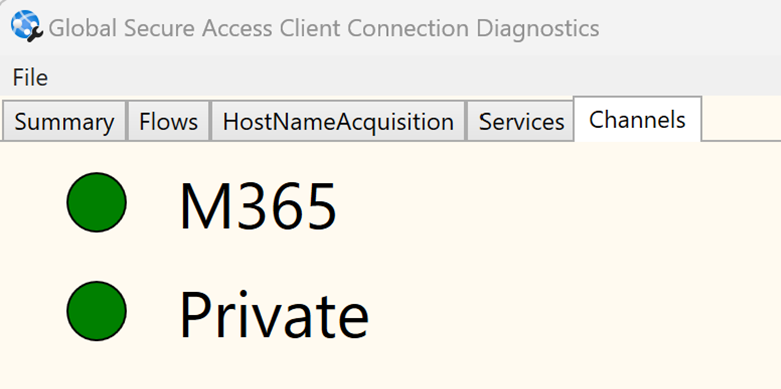 Global Secure Access Client Connection Diagnostics
File
Summary Flows HostNameAcquisition Services Channels
M365
Private